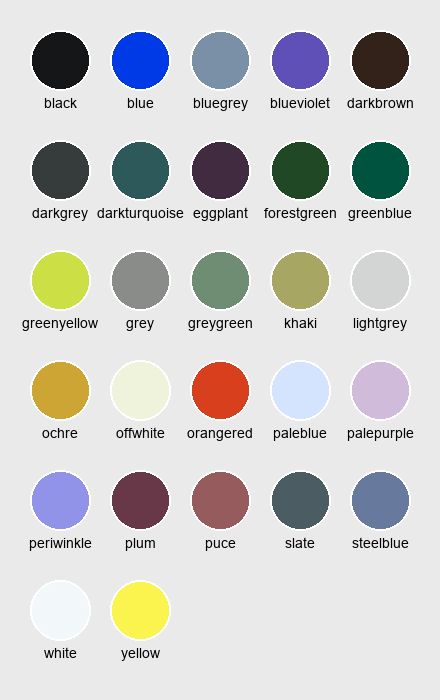 black blue bluegrey blueviolet darkbrown
darkgrey darkturquoise eggplant forestgreen greenblue
greenyellow grey greygreen khaki lightgrey
ochre offwhite orangered paleblue palepurple
periwinkle plum puce slate steelblue
white yellow